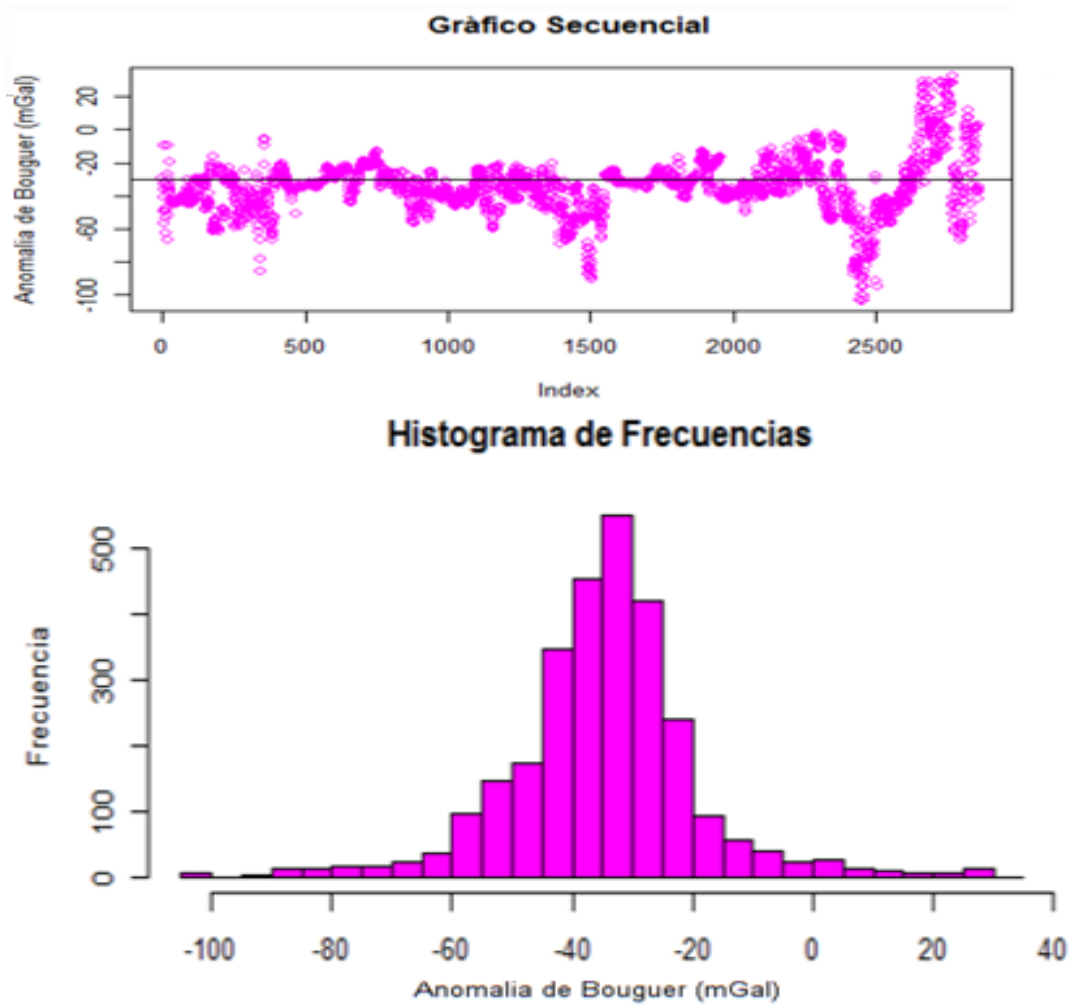 Gràfico Secuencial
Anomalia de Bouguer (mGal)
20
0
-20
-60
-100
0 500 1000 1500 2000 2500
Index
Histograma de Frecuencias
Frecuencia
500
300
100
0
-100 -80 -60 -40 -20 0 20 40
Anomalia de Bouguer (mGal)